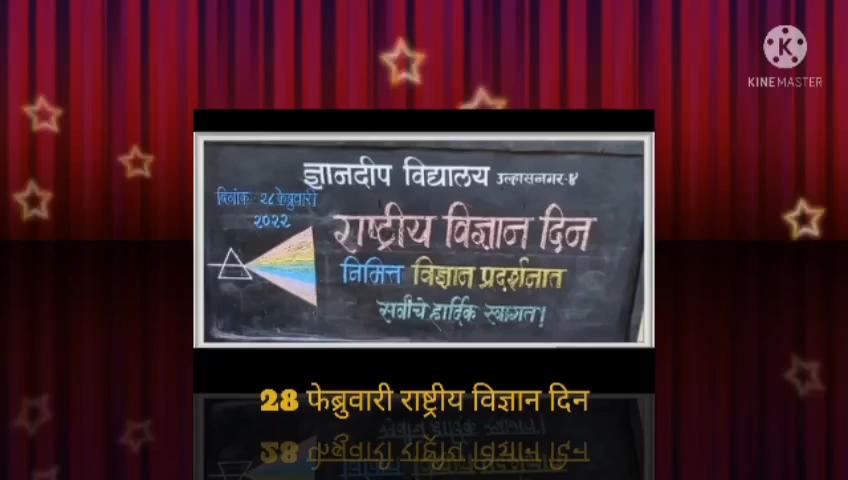 KINEMASTER
ज्ञानदीप विद्यालय उल्हासनगर-४
दिनांक- २८ फेब्रुवारी
२०२२
राष्ट्रीय विज्ञान दिन
निमित्त विज्ञान प्रदर्शनात
सर्वांचे हार्दिक स्वागत!
28 फेब्रुवारी राष्ट्रीय विज्ञान दिन